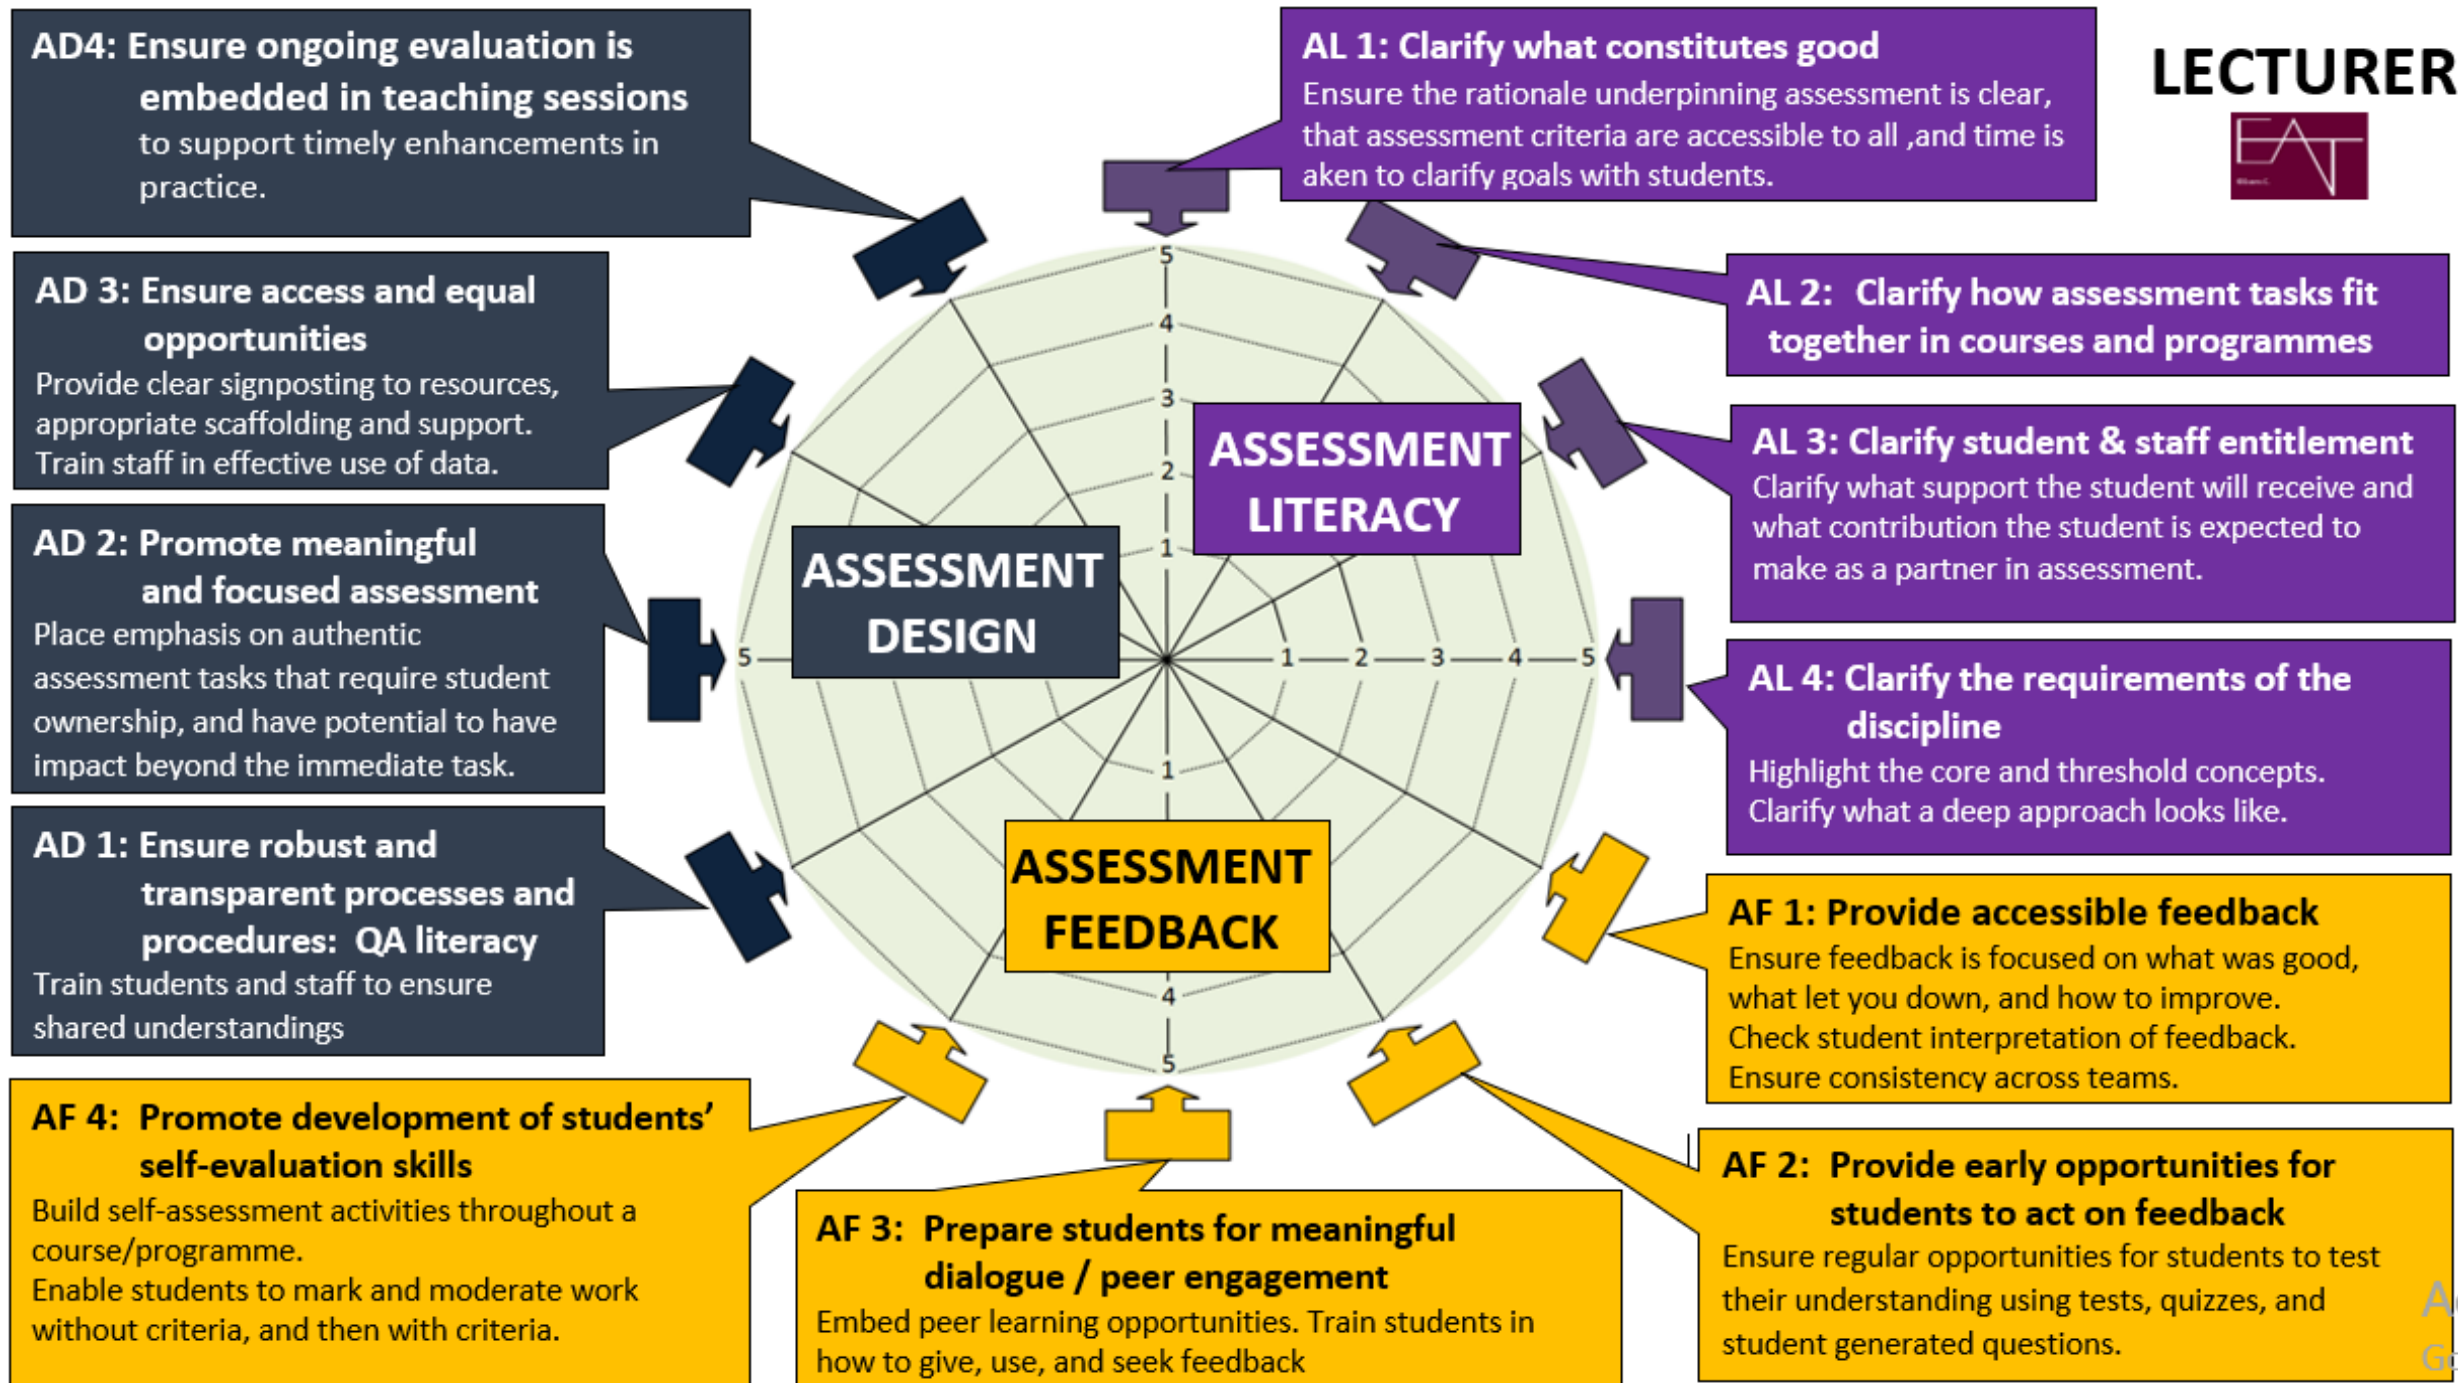 AD4: Ensure ongoing evaluation is
embedded in teaching sessions
to support timely enhancements in
practice.
AD 3: Ensure access and equal
opportunities
Provide clear signposting to resources,
appropriate scaffolding and support.
Train staff in effective use of data.
AD 2: Promote meaningful
and focused assessment
Place emphasis on authentic
assessment tasks that require student
ownership, and have potential to have
impact beyond the immediate task.
AD 1: Ensure robust and
transparent processes and
procedures: QA literacy
Train students and staff to ensure
shared understandings
AF 4: Promote development of students’
self-evaluation skills
Build self-assessment activities throughout a
course/programme.
Enable students to mark and moderate work
without criteria, and then with criteria.
5
4
3
2
1
ASSESSMENT
LITERACY
ASSESSMENT
DESIGN
5
1
2
3
4
5
1
ASSESSMENT
FEEDBACK
4
5
AF 3: Prepare students for meaningful
dialogue / peer engagement
Embed peer learning opportunities. Train students in
how to give, use, and seek feedback
AL 1: Clarify what constitutes good
Ensure the rationale underpinning assessment is clear,
that assessment criteria are accessible to all ,and time is
aken to clarify goals with students.
LECTURER
EAT
AL 2: Clarify how assessment tasks fit
together in courses and programmes
AL 3: Clarify student & staff entitlement
Clarify what support the student will receive and
what contribution the student is expected to
make as a partner in assessment.
AL 4: Clarify the requirements of the
discipline
Highlight the core and threshold concepts.
Clarify what a deep approach looks like.
AF 1: Provide accessible feedback
Ensure feedback is focused on what was good,
what let you down, and how to improve.
Check student interpretation of feedback.
Ensure consistency across teams.
AF 2: Provide early opportunities for
students to act on feedback
Ensure regular opportunities for students to test
their understanding using tests, quizzes, and
student generated questions.